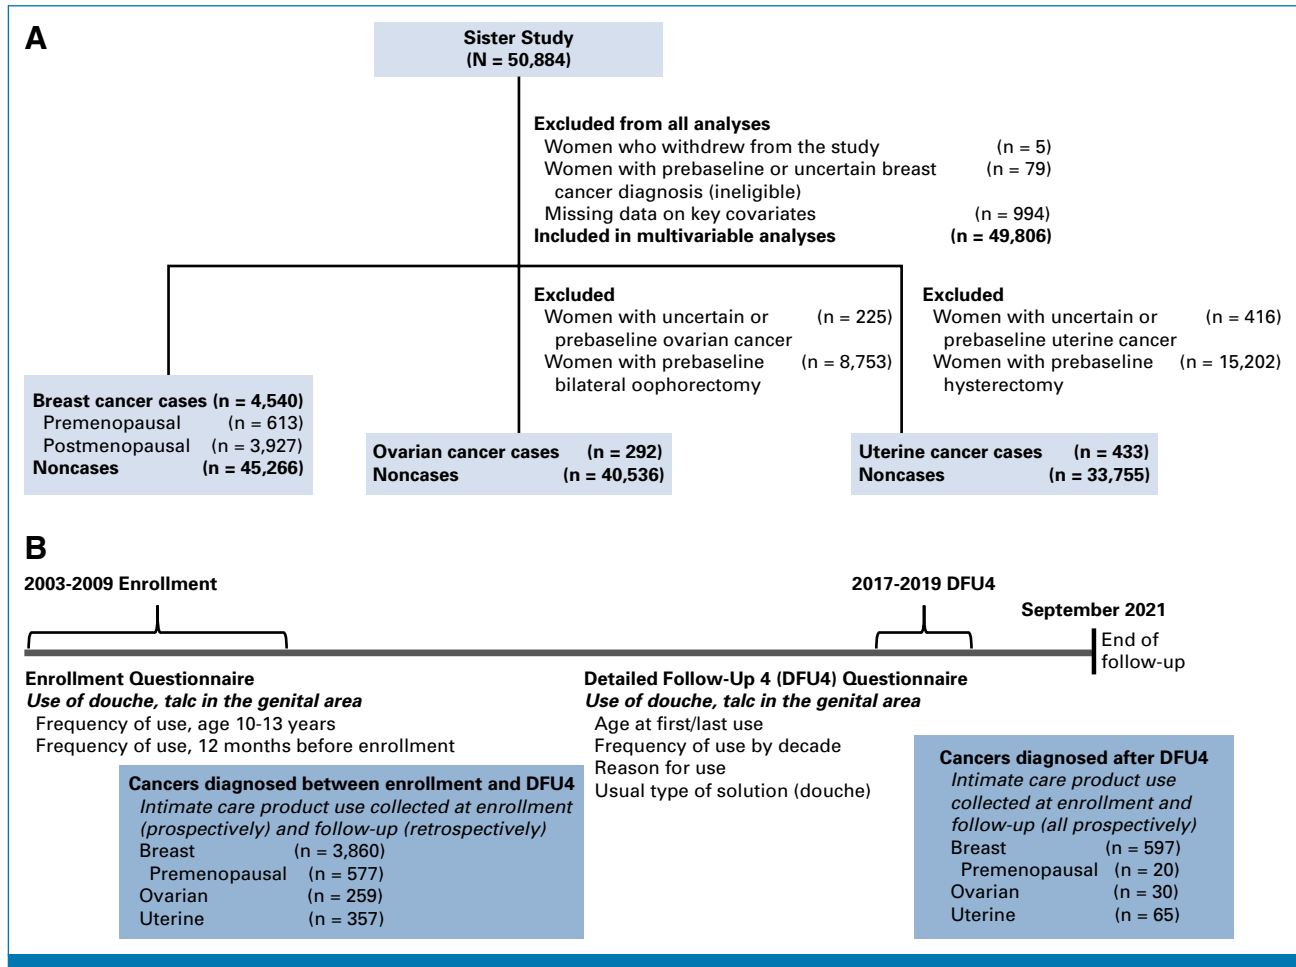 A
Sister Study
(N = 50,884)
Excluded from all analyses
Women who withdrew from the study (n = 5)
Women with prebaseline or uncertain breast (n = 79)
cancer diagnosis (ineligible)
Missing data on key covariates (n = 994)
Included in multivariable analyses (n = 49,806)
Excluded
Women with uncertain or (n = 225)
prebaseline ovarian cancer
Women with prebaseline (n = 8,753)
bilateral oophorectomy
Excluded
Women with uncertain or (n = 416)
prebaseline uterine cancer
Women with prebaseline (n = 15,202)
hysterectomy
Breast cancer cases (n = 4,540)
Premenopausal (n = 613)
Postmenopausal (n = 3,927)
Noncases (n = 45,266)
Ovarian cancer cases (n = 292)
Noncases (n = 40,536)
Uterine cancer cases (n = 433)
Noncases (n = 33,755)
B
2003-2009 Enrollment
2017-2019 DFU4
September 2021
End of
follow-up
Enrollment Questionnaire
Use of douche, talc in the genital area
Frequency of use, age 10-13 years
Frequency of use, 12 months before enrollment
Cancers diagnosed between enrollment and DFU4
Intimate care product use collected at enrollment
(prospectively) and follow-up (retrospectively)
Breast (n = 3,860)
Premenopausal (n = 577)
Ovarian (n = 259)
Uterine (n = 357)
Detailed Follow-Up 4 (DFU4) Questionnaire
Use of douche, talc in the genital area
Age at first/last use
Frequency of use by decade
Reason for use
Usual type of solution (douche)
Cancers diagnosed after DFU4
Intimate care product use
collected at enrollment and
follow-up (all prospectively)
Breast (n = 597)
Premenopausal (n = 20)
Ovarian (n = 30)
Uterine (n = 65)